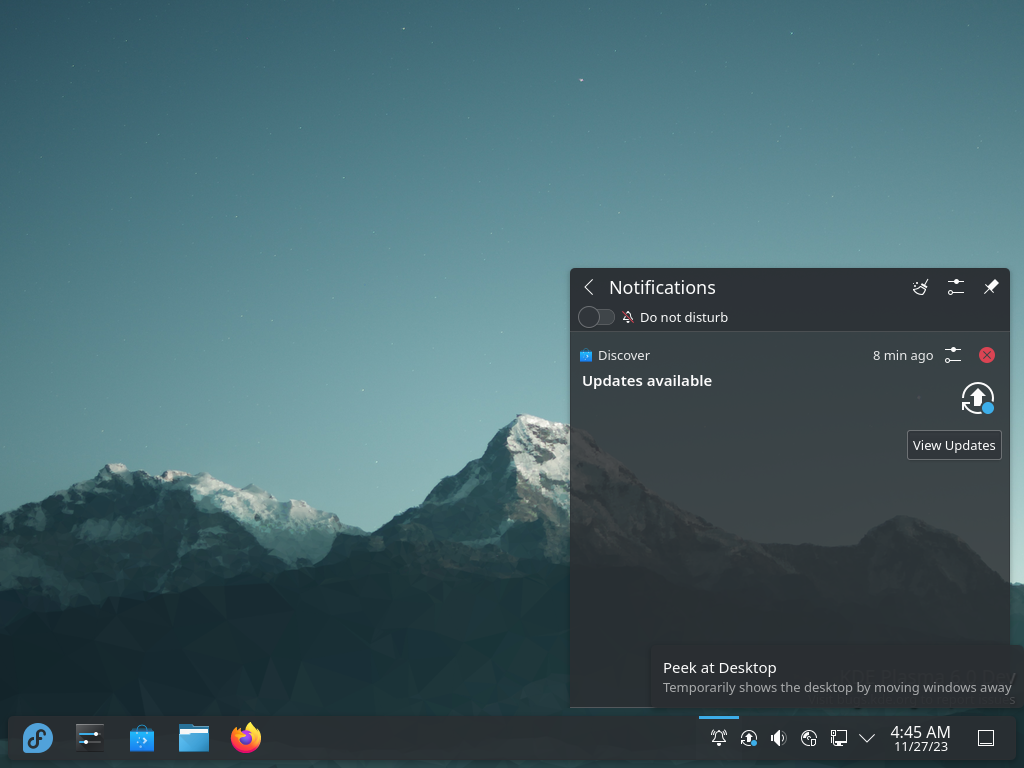 Notifications
Do not disturb
Discover 8 min ago
Updates available
View Updates
Peek at Desktop
Temporarily shows the desktop by moving windows away
4:45 AM
11/27/23